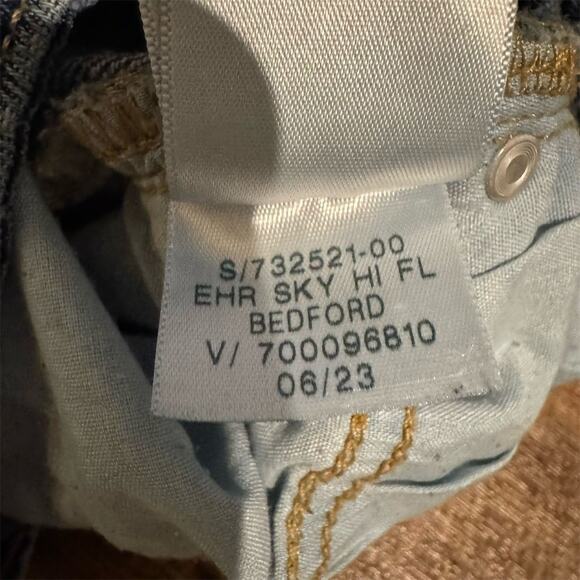 S/732521-00
EHR SKY HI FL
BEDFORD
V/ 700096810
06/23